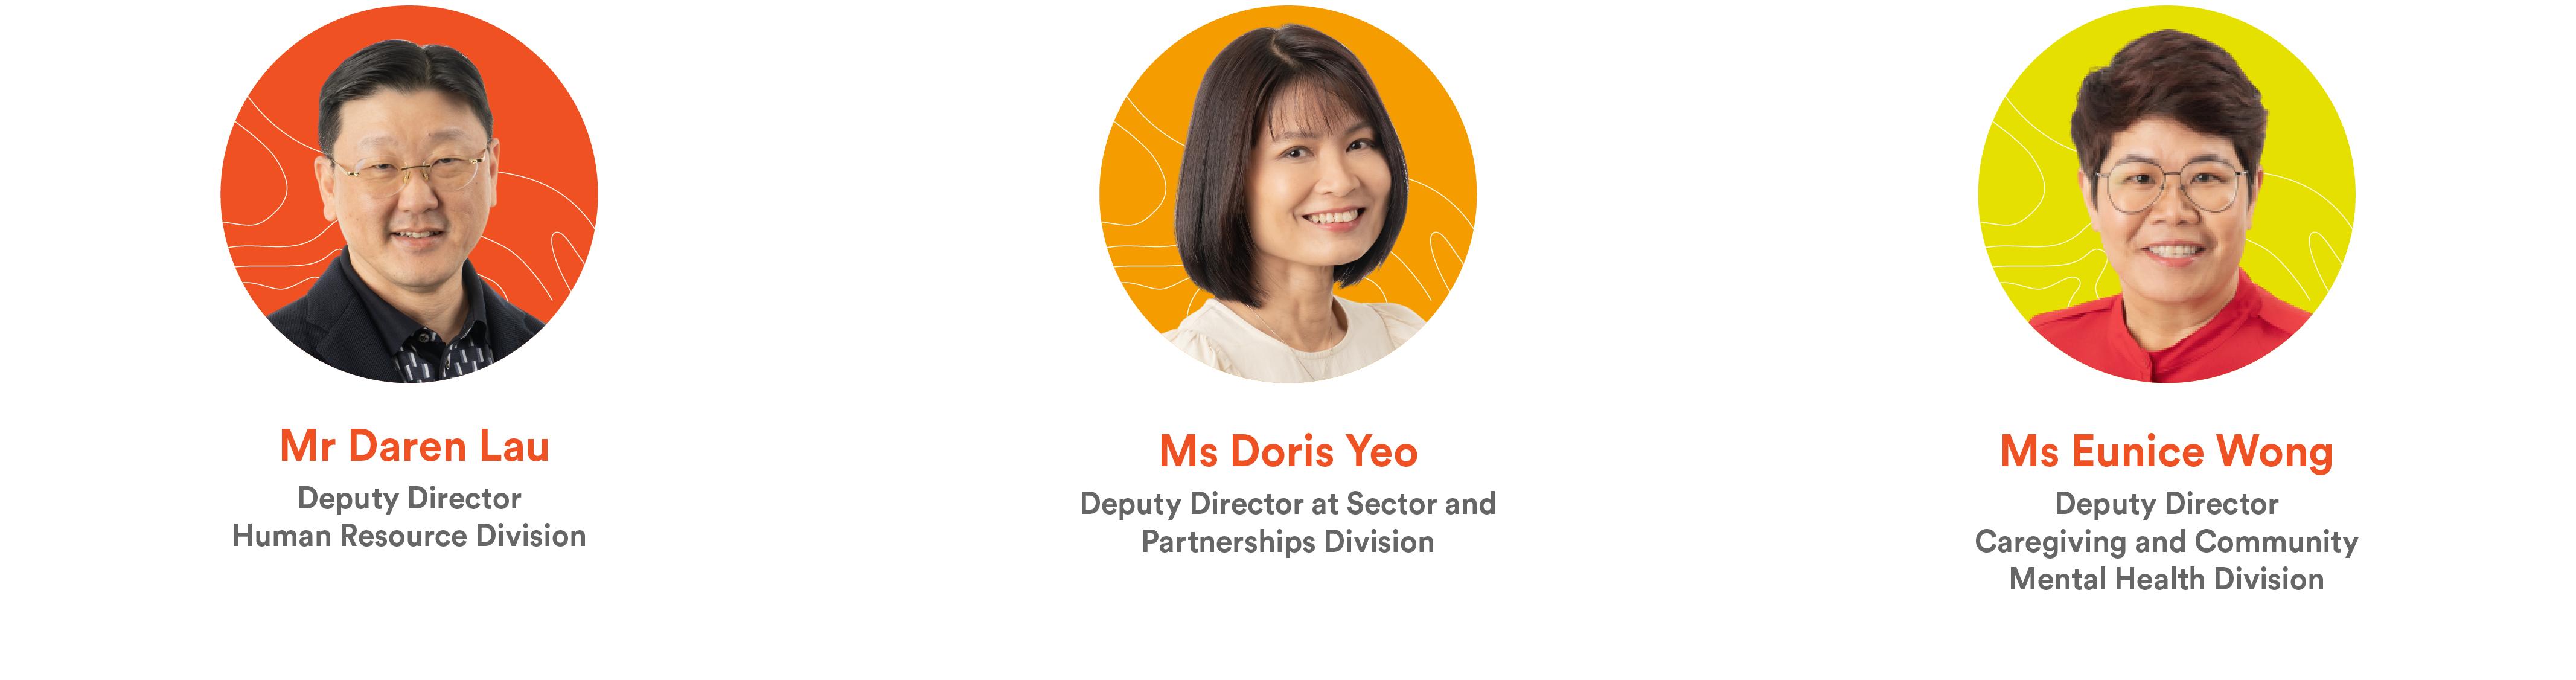 Mr Daren Lau
Deputy Director
Human Resource Division
Ms Doris Yeo
Deputy Director at Sector and
Partnerships Division
Ms Eunice Wong
Deputy Director
Caregiving and Community
Mental Health Division